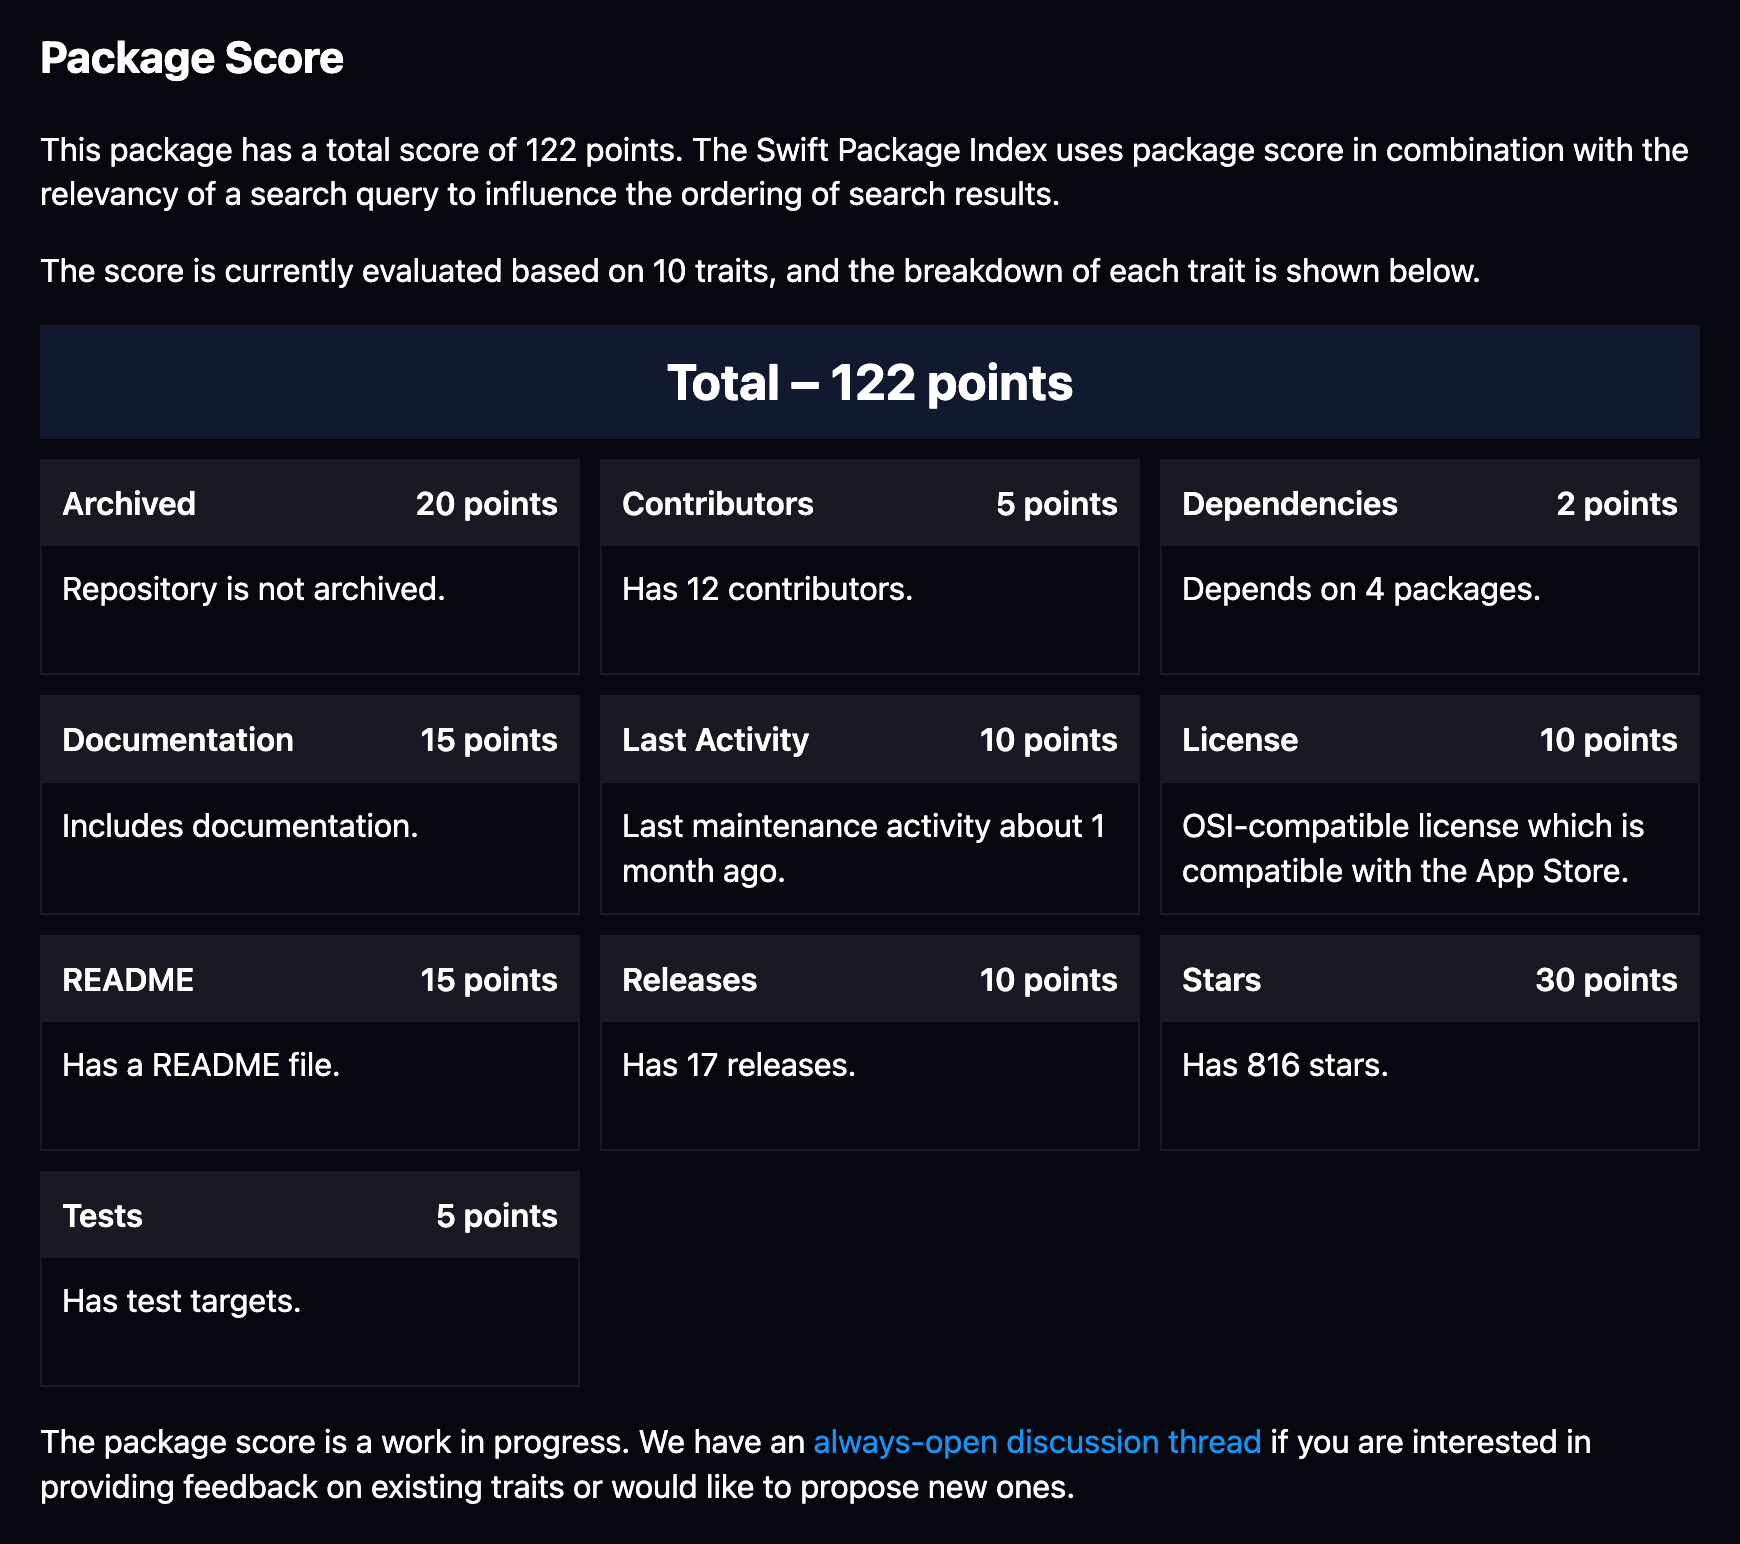 Package Score
This package has a total score of 122 points. The Swift Package Index uses package score in combination with the
relevancy of a search query to influence the ordering of search results.
The score is currently evaluated based on 10 traits, and the breakdown of each trait is shown below.
Total – 122 points
Archived 20 points
Repository is not archived.
Contributors 5 points
Has 12 contributors.
Dependencies 2 points
Depends on 4 packages.
Documentation 15 points
Includes documentation.
Last Activity 10 points
Last maintenance activity about 1
month ago.
License 10 points
OSI-compatible license which is
compatible with the App Store.
README 15 points
Has a README file.
Releases 10 points
Has 17 releases.
Stars 30 points
Has 816 stars.
Tests 5 points
Has test targets.
The package score is a work in progress. We have an always-open discussion thread if you are interested in
providing feedback on existing traits or would like to propose new ones.